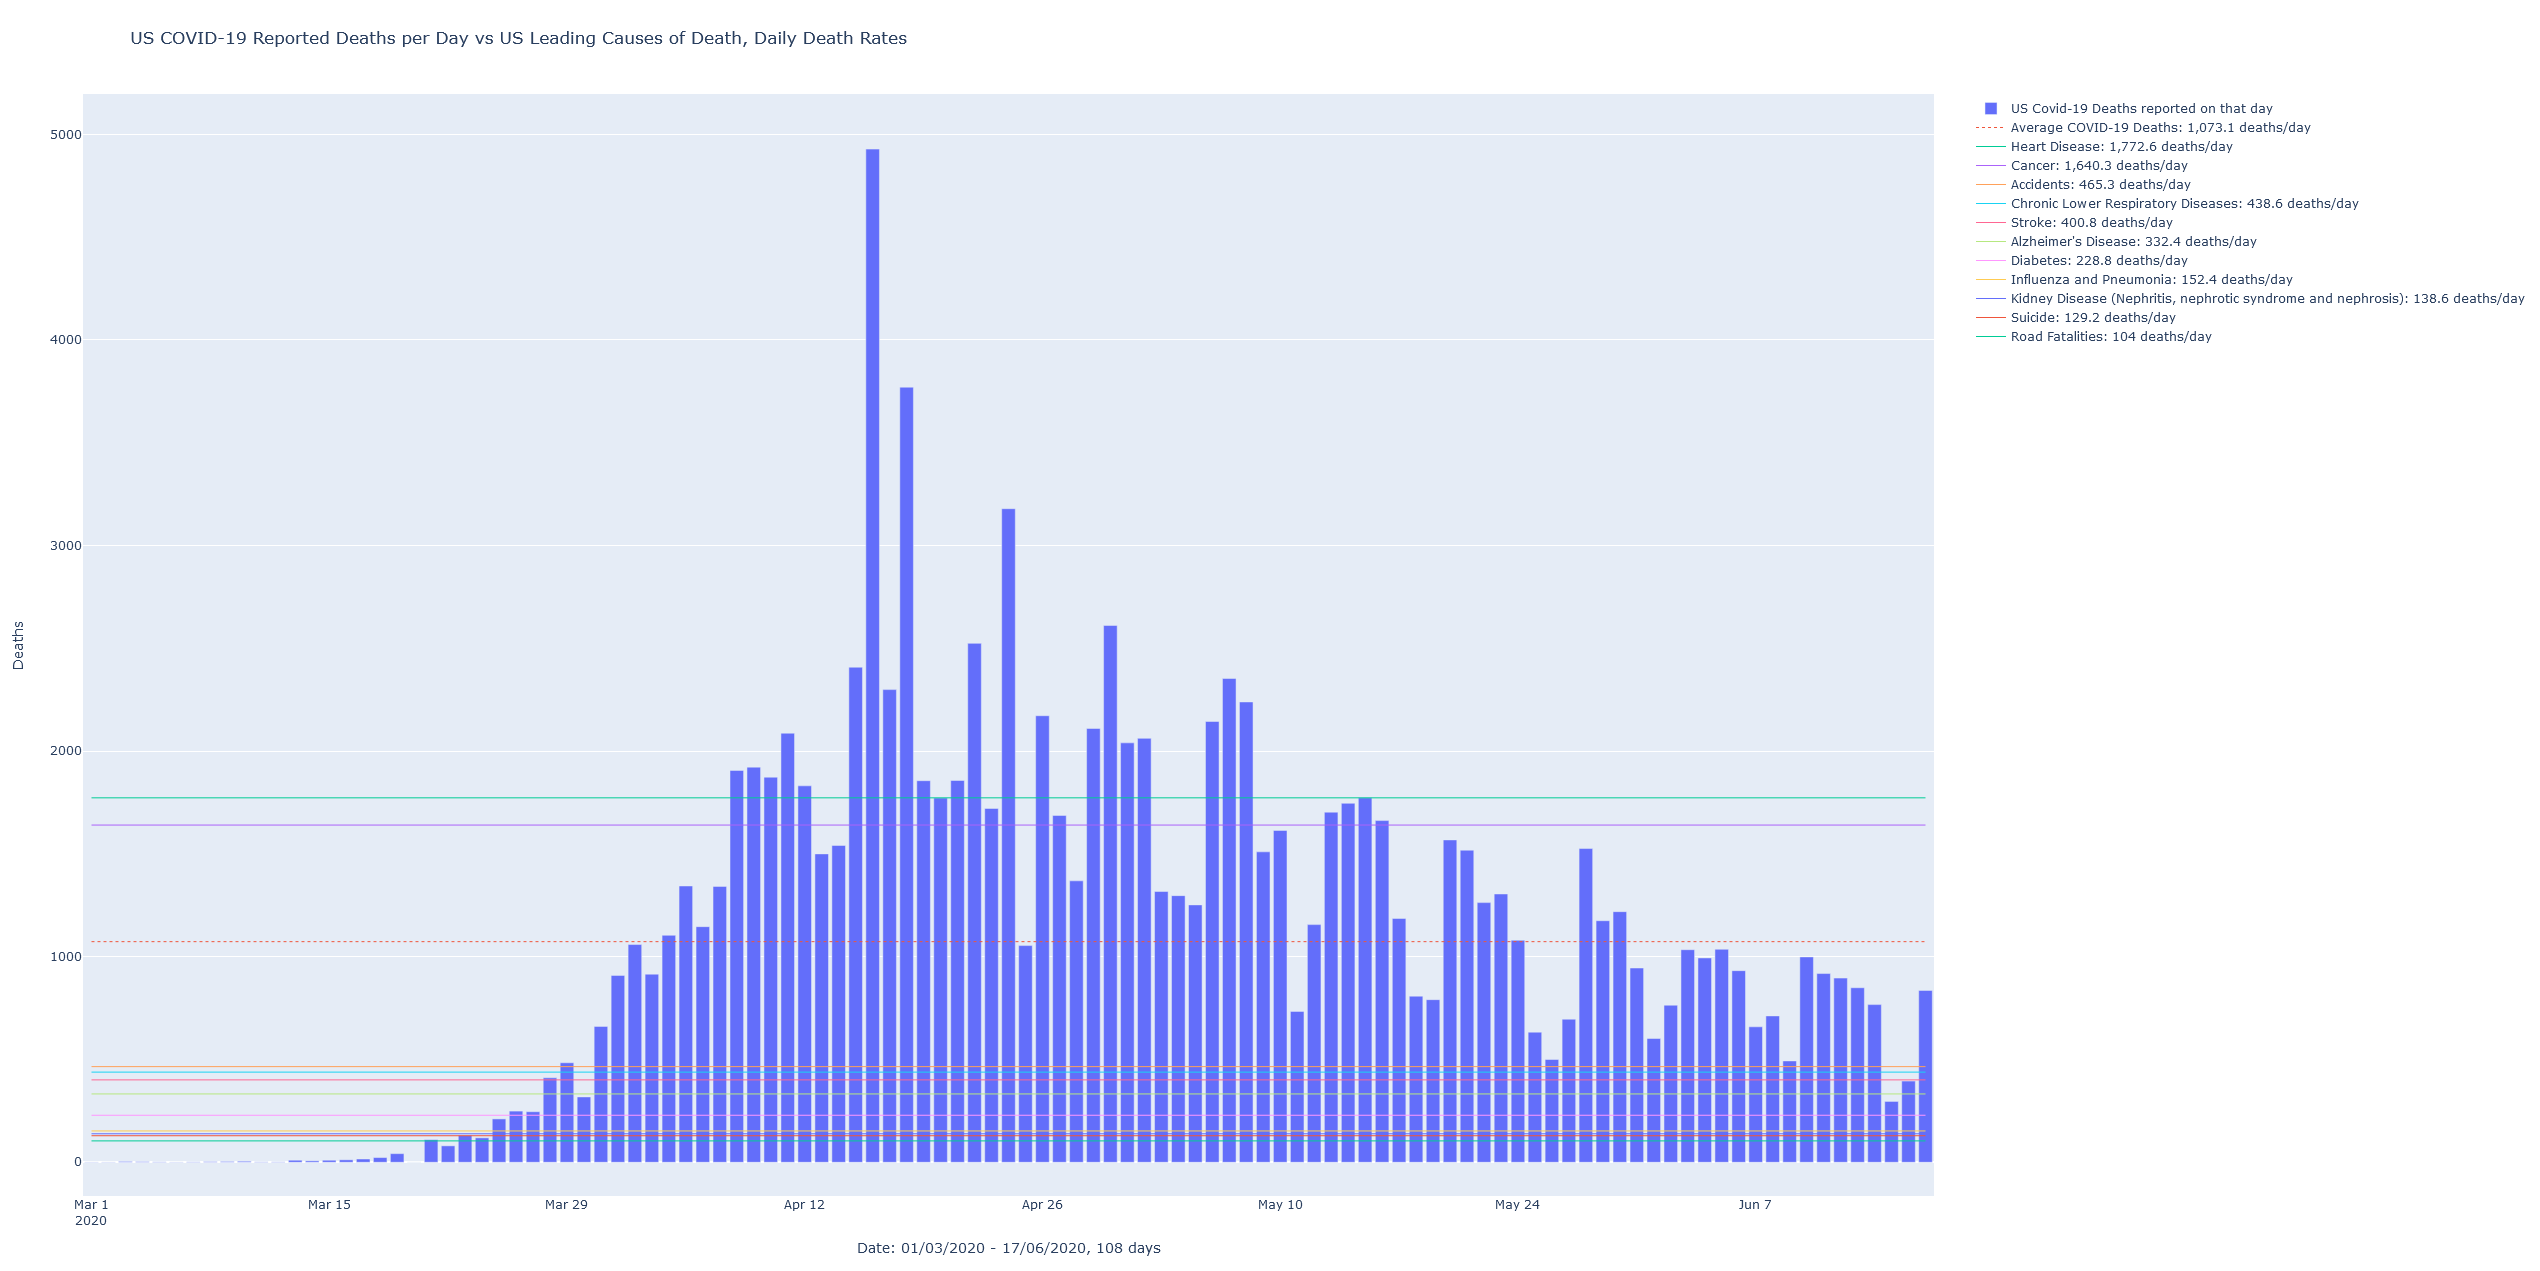 US COVID-19 Reported Deaths per Day vs US Leading Causes of Death, Daily Death Rates
5000
4000
3000
2000
1000
0
Deaths
Mar 1
2020
Mar 15
Mar 29
Apr 12
Apr 26
May 10
May 24
Jun 7
Date: 01/03/2020 - 17/06/2020, 108 days
US Covid-19 Deaths reported on that day
Average COVID-19 Deaths: 1,073.1 deaths/day
Heart Disease: 1,772.6 deaths/day
Cancer: 1,640.3 deaths/day
Accidents: 465.3 deaths/day
Chronic Lower Respiratory Diseases: 438.6 deaths/day
Stroke: 400.8 deaths/day
Alzheimer's Disease: 332.4 deaths/day
Diabetes: 228.8 deaths/day
Influenza and Pneumonia: 152.4 deaths/day
Kidney Disease (Nephritis, nephrotic syndrome and nephrosis): 138.6 deaths/day
Suicide: 129.2 deaths/day
Road Fatalities: 104 deaths/day